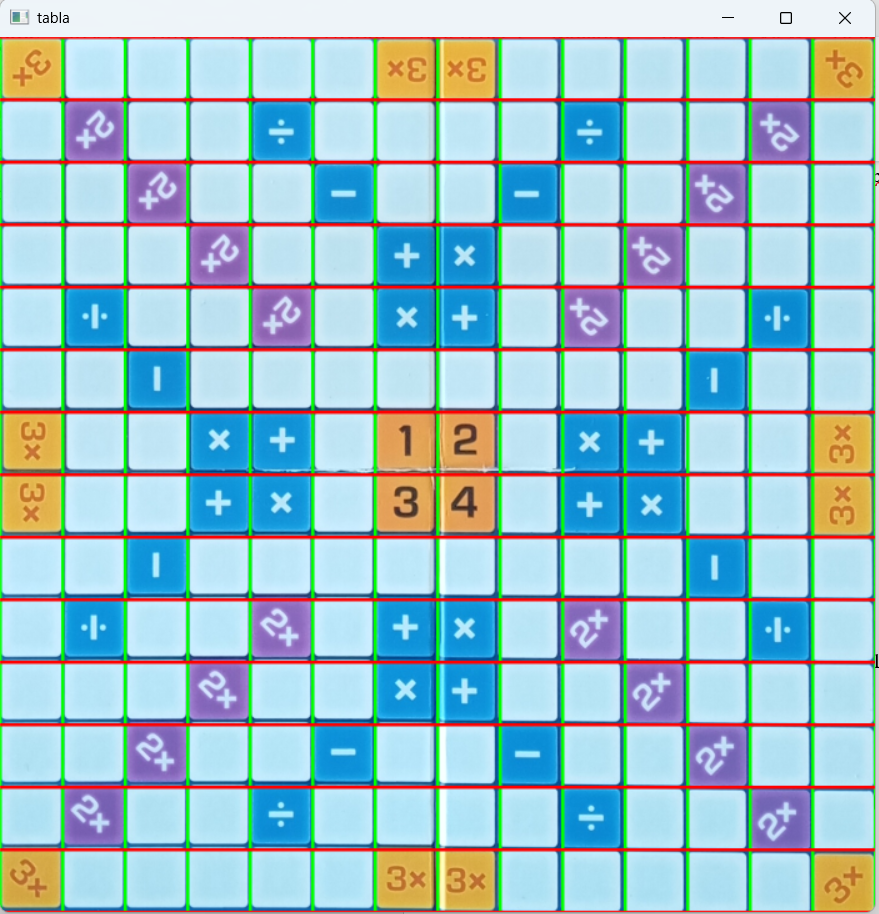 tabla
3× 3× 3× 3×
2× ÷ ÷ 2×
2× − − 2×
2× + × 2×
÷ 2× × + 2× ÷
− −
3× × + 1 2 × + 3×
3× + × 3 4 + × 3×
− −
÷ 2× + × 2× ÷
2× × + 2×
2× − − 2×
2× ÷ ÷ 2×
3× 3× 3× 3×